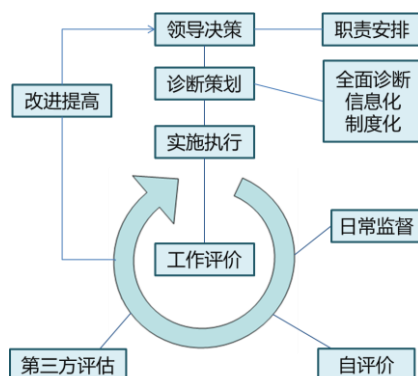 领导决策
职责安排
诊断策划
全面诊断
信息化
制度化
改进提高
实施执行
日常监督
工作评价
第三方评估
自评价